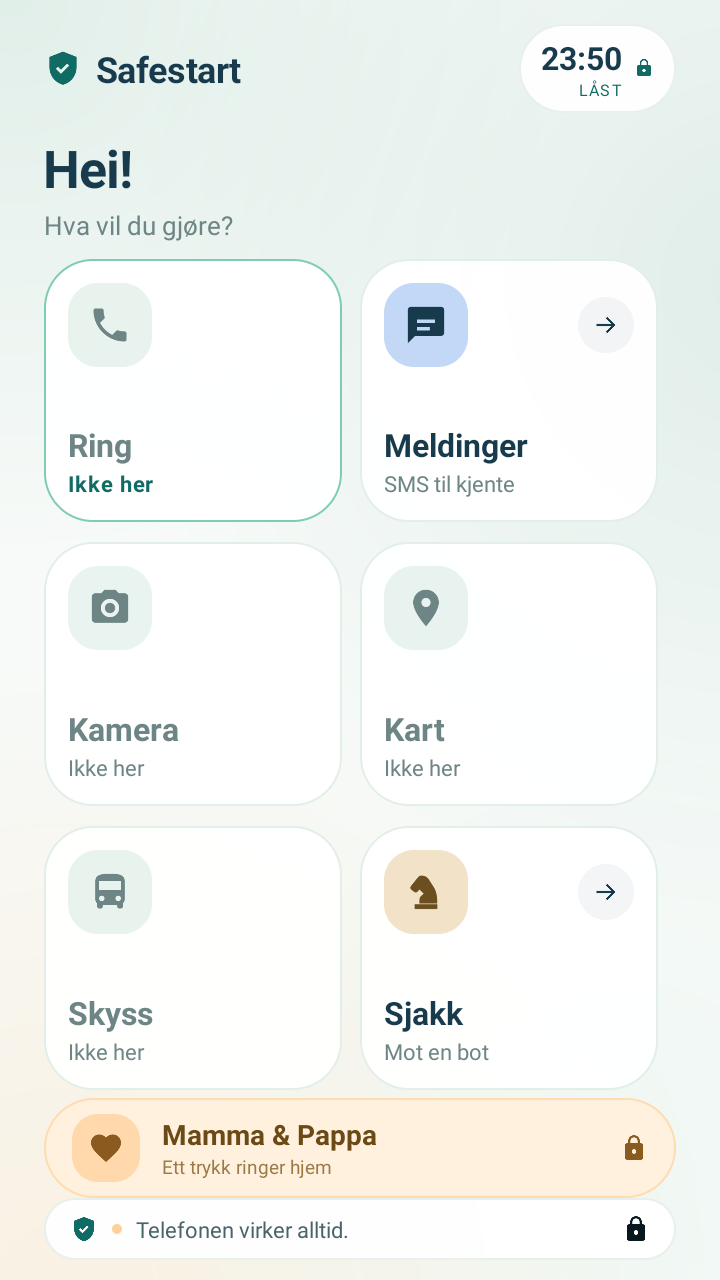 Safestart
23:50
LÅST
Hei!
Hva vil du gjøre?
Ring
Ikke her
Meldinger
SMS til kjente
Kamera
Ikke her
Kart
Ikke her
Skyss
Ikke her
Sjakk
Mot en bot
Mamma & Pappa
Ett trykk ringer hjem
Telefonen virker alltid.